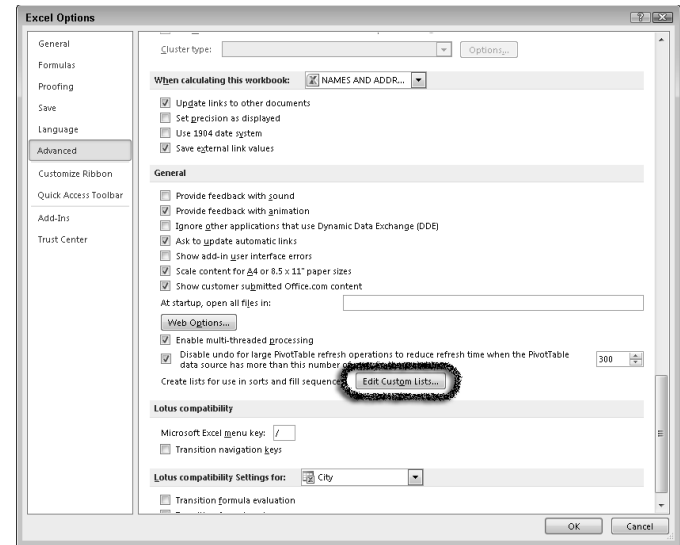 Excel Options
General
Formulas
Proofing
Save
Language
Advanced
Customize Ribbon
Quick Access Toolbar
Add-Ins
Trust Center
Cluster type:
Options...
When calculating this workbook: NAMES AND ADDR...
Update links to other documents
Set precision as displayed
Use 1904 date system
Save external link values
General
Provide feedback with sound
Provide feedback with animation
Ignore other applications that use Dynamic Data Exchange (DDE)
Ask to update automatic links
Show add-in user interface errors
Scale content for A4 or 8.5 x 11" paper sizes
Show customer submitted Office.com content
At startup, open all files in:
Web Options...
Enable multi-threaded processing
Disable undo for large PivotTable refresh operations to reduce refresh time when the PivotTable 300
data source has more than this number of
Create lists for use in sorts and fill sequence Edit Custom Lists...
Lotus compatibility
Microsoft Excel menu key: /
Transition navigation keys
Lotus compatibility Settings for: City
Transition formula evaluation
OK Cancel